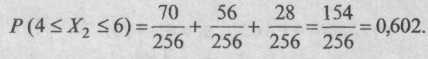 P (4 ≤ X₂ ≤ 6) = 70/256 + 56/256 + 28/256 = 154/256 = 0,602.